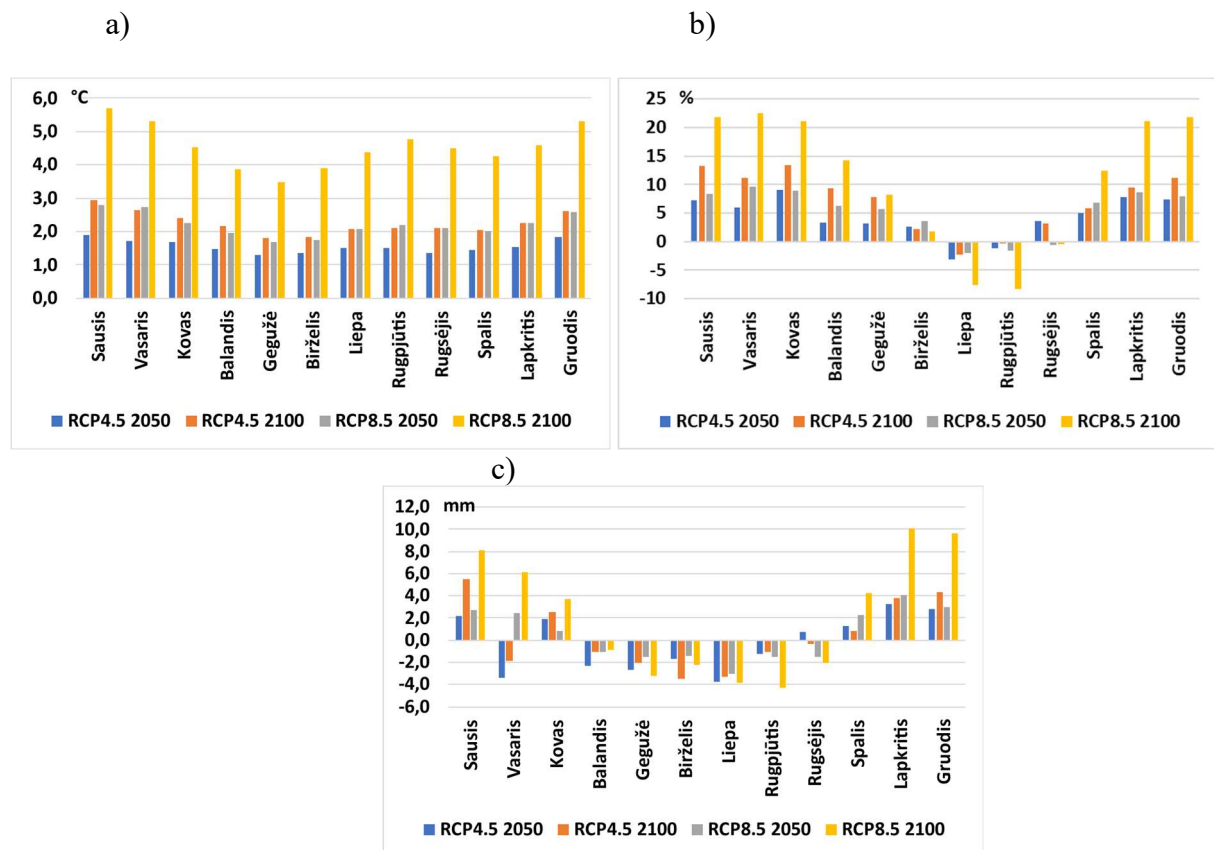 a)
b)
6,0 °C
5,0
4,0
3,0
2,0
1,0
0,0
Sausis Vasaris Kovas Balandis Gegužė Birželis Liepa Rugpjūtis Rugsėjis Spalis Lapkritis Gruodis
RCP4.5 2050 RCP4.5 2100 RCP8.5 2050 RCP8.5 2100
25 %
20
15
10
5
0
-5
-10
Sausis Vasaris Kovas Balandis Gegužė Birželis Liepa Rugpjūtis Rugsėjis Spalis Lapkritis Gruodis
RCP4.5 2050 RCP4.5 2100 RCP8.5 2050 RCP8.5 2100
c)
12,0 mm
10,0
8,0
6,0
4,0
2,0
0,0
-2,0
-4,0
-6,0
Sausis Vasaris Kovas Balandis Gegužė Birželis Liepa Rugpjūtis Rugsėjis Spalis Lapkritis Gruodis
RCP4.5 2050 RCP4.5 2100 RCP8.5 2050 RCP8.5 2100